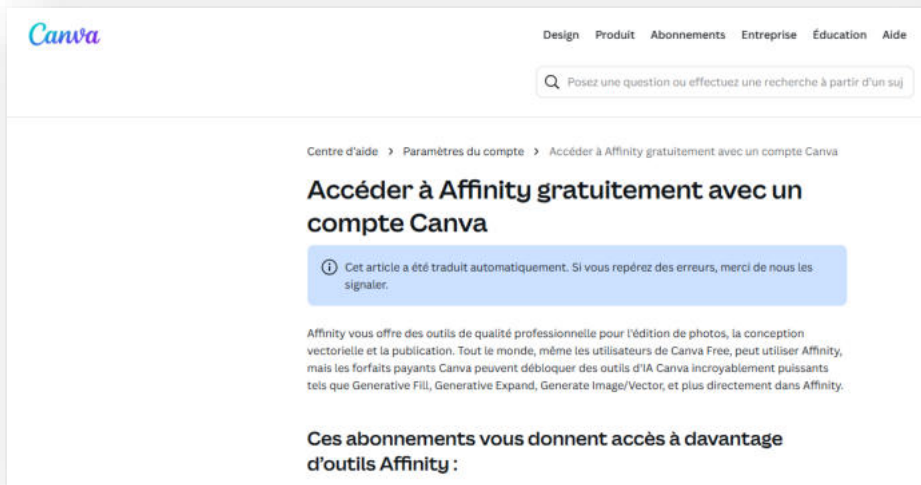 Canva
Design Produit Abonnements Entreprise Éducation Aide
Posez une question ou effectuez une recherche à partir d'un suj
Centre d'aide > Paramètres du compte > Accéder à Affinity gratuitement avec un compte Canva
Accéder à Affinity gratuitement avec un
compte Canva
Cet article a été traduit automatiquement. Si vous repérez des erreurs, merci de nous les
signaler.
Affinity vous offre des outils de qualité professionnelle pour l'édition de photos, la conception
vectorielle et la publication. Tout le monde, même les utilisateurs de Canva Free, peut utiliser Affinity,
mais les forfaits payants Canva peuvent débloquer des outils d'IA Canva incroyablement puissants
tels que Generative Fill, Generative Expand, Generate Image/Vector, et plus directement dans Affinity.
Ces abonnements vous donnent accès à davantage
d'outils Affinity :